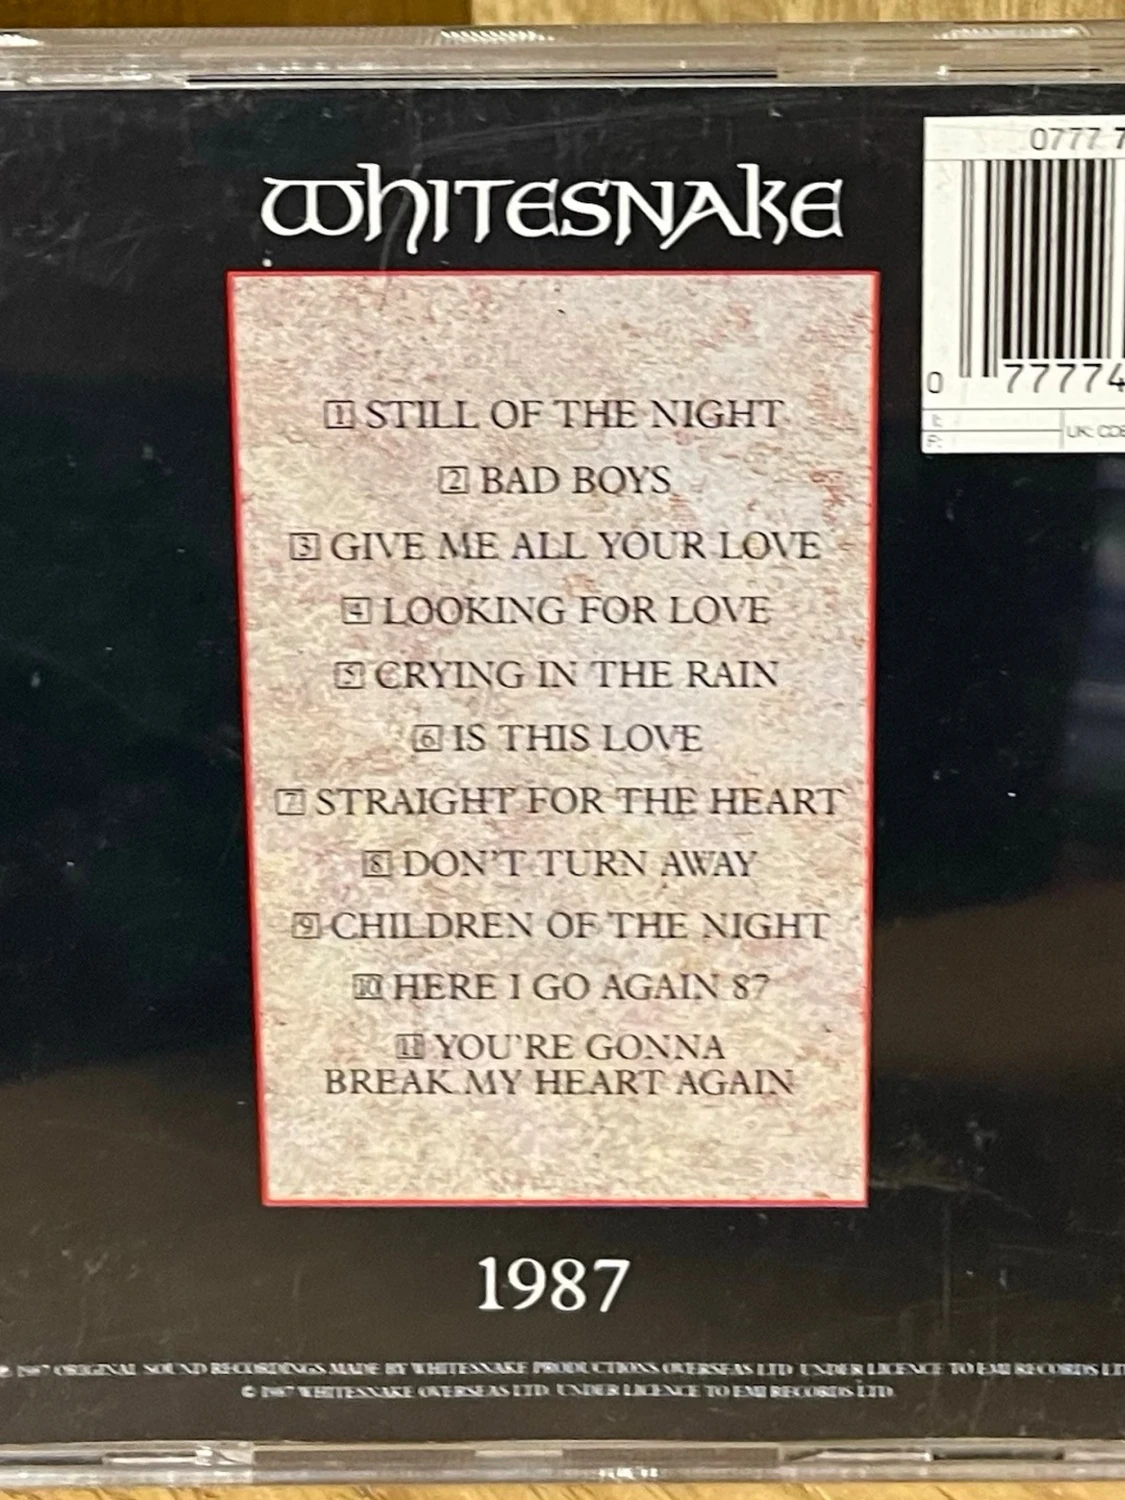 WHITESNAKE
0777 7
0 77774
I:
F:
UK: CD
1 STILL OF THE NIGHT
2 BAD BOYS
3 GIVE ME ALL YOUR LOVE
4 LOOKING FOR LOVE
5 CRYING IN THE RAIN
6 IS THIS LOVE
7 STRAIGHT FOR THE HEART
8 DON'T TURN AWAY
9 CHILDREN OF THE NIGHT
10 HERE I GO AGAIN 87
11 YOU'RE GONNA
BREAK MY HEART AGAIN
1987
℗ 1987 ORIGINAL SOUND RECORDINGS MADE BY WHITESNAKE PRODUCTIONS OVERSEAS LTD UNDER LICENCE TO EMI RECORDS LT
© 1987 WHITESNAKE OVERSEAS LTD. UNDER LICENCE TO EMI RECORDS LTD.